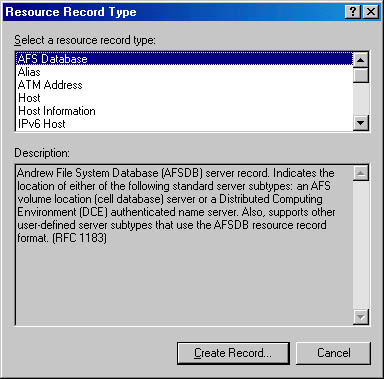 Resource Record Type
Select a resource record type:
AFS Database
Alias
ATM Address
Host
Host Information
IPv6 Host
Description:
Andrew File System Database (AFSDB) server record. Indicates the
location of either of the following standard server subtypes: an AFS
volume location (cell database) server or a Distributed Computing
Environment (DCE) authenticated name server. Also, supports other
user-defined server subtypes that use the AFSDB resource record
format. (RFC 1183)
Create Record...
Cancel